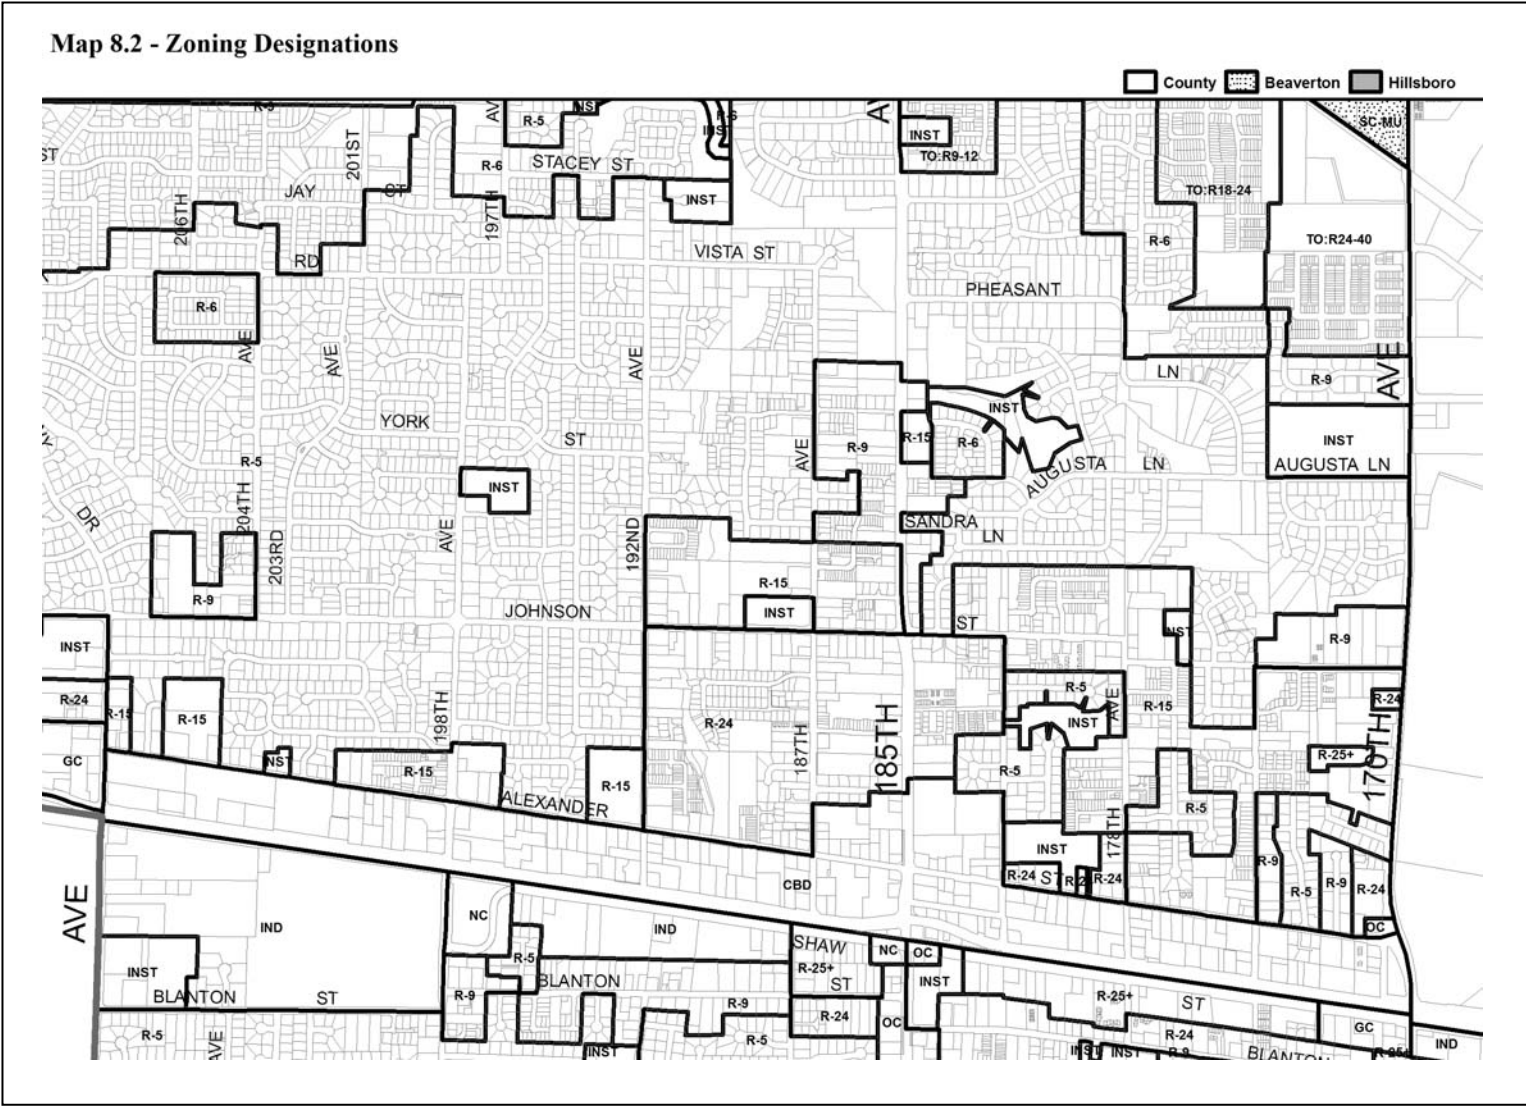 Map 8.2 - Zoning Designations
County
Beaverton
Hillsboro
R-5
STACEY ST
INST
TO:R9-12
SC-MU
201ST
R-6
JAY
CT
197TH
INST
TO:R18-24
206TH
VISTA ST
R-6
TO:R24-40
RD
PHEASANT
R-6
AVE
AVE
AVE
LN
R-9
AVE
YORK
ST
INST
R-9
R-15
R-6
AVE
INST
R-5
INST
AUGUSTA
LN
AUGUSTA LN
DR
204TH
AVE
192ND
SANDRA
LN
203RD
R-9
JOHNSON
R-15
INST
ST
INST
R-9
INST
R-24
R-15
R-15
198TH
R-24
187TH
185TH
R-5
INST
AVE
R-15
R-24
GC
R-15
R-15
R-5
R-25+
170TH
ALEXANDER
178TH
R-5
INST
R-24
ST
R-24
R-9
R-5
R-9
R-24
OC
CBD
AVE
IND
NC
IND
SHAW
NC
OC
R-5
INST
R-25+
ST
BLANTON
INST
BLANTON
ST
R-9
R-9
R-24
OC
R-25+
ST
R-5
AVE
R-5
INST
R-24
GC
IND
INST
BLANTON